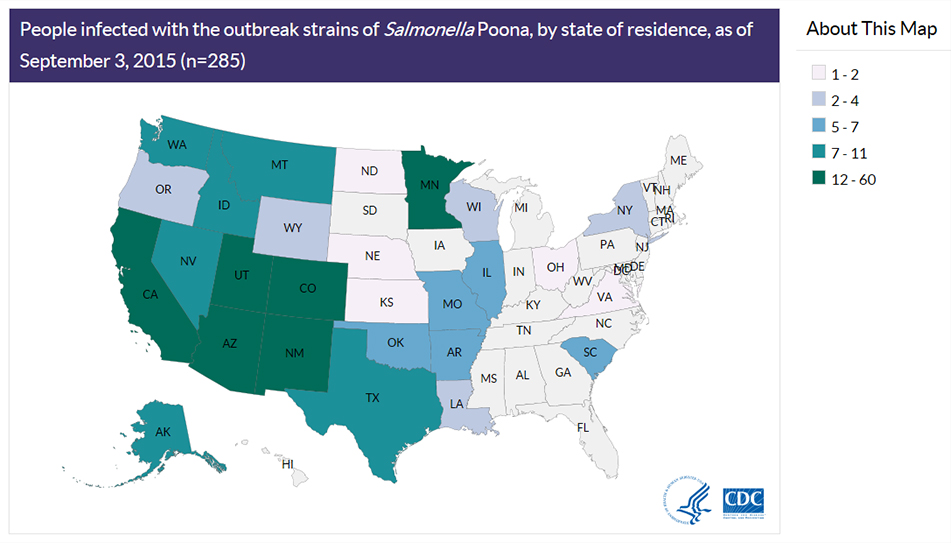 People infected with the outbreak strains of Salmonella Poona, by state of residence, as of
September 3, 2015 (n=285)
About This Map
1 - 2
2 - 4
5 - 7
7 - 11
12 - 60
WA
MT
ND
MN
ME
VT
NH
OR
ID
SD
WI
MI
NY
MA
CT
RI
WY
IA
PA
NJ
NV
NE
IL
IN
OH
MD
DE
DC
UT
CO
KS
MO
WV
VA
CA
KY
NC
AZ
NM
OK
AR
TN
SC
MS
AL
GA
TX
LA
FL
AK
HI
CDC